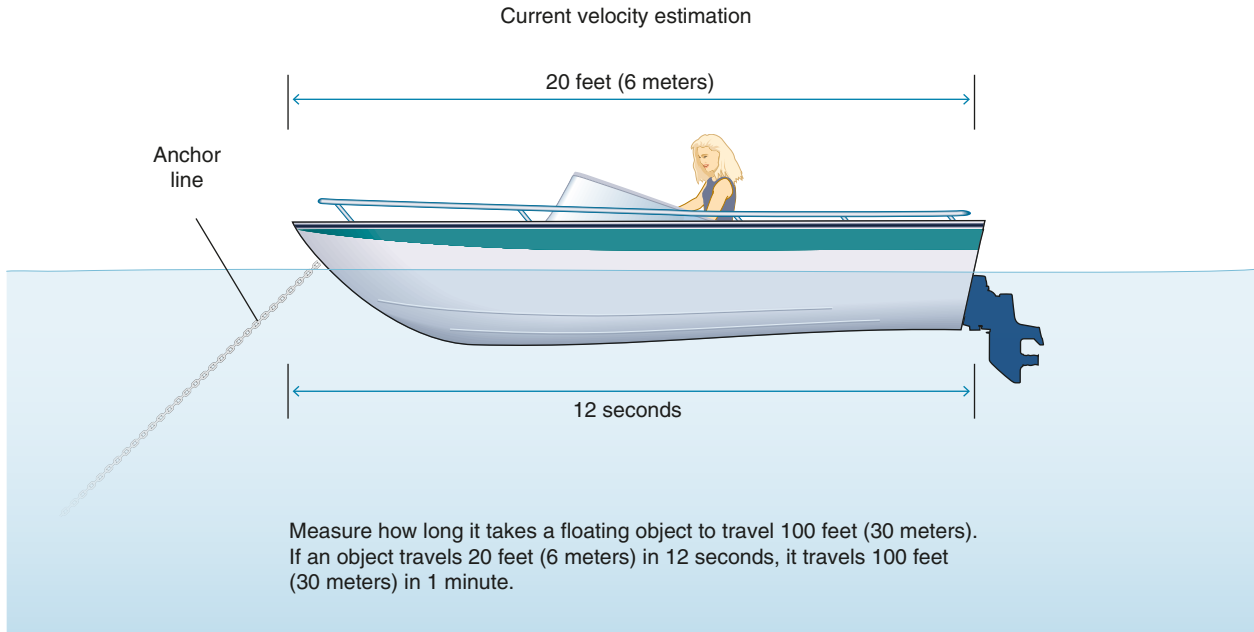 Current velocity estimation
20 feet (6 meters)
Anchor
line
12 seconds
Measure how long it takes a floating object to travel 100 feet (30 meters).
If an object travels 20 feet (6 meters) in 12 seconds, it travels 100 feet
(30 meters) in 1 minute.